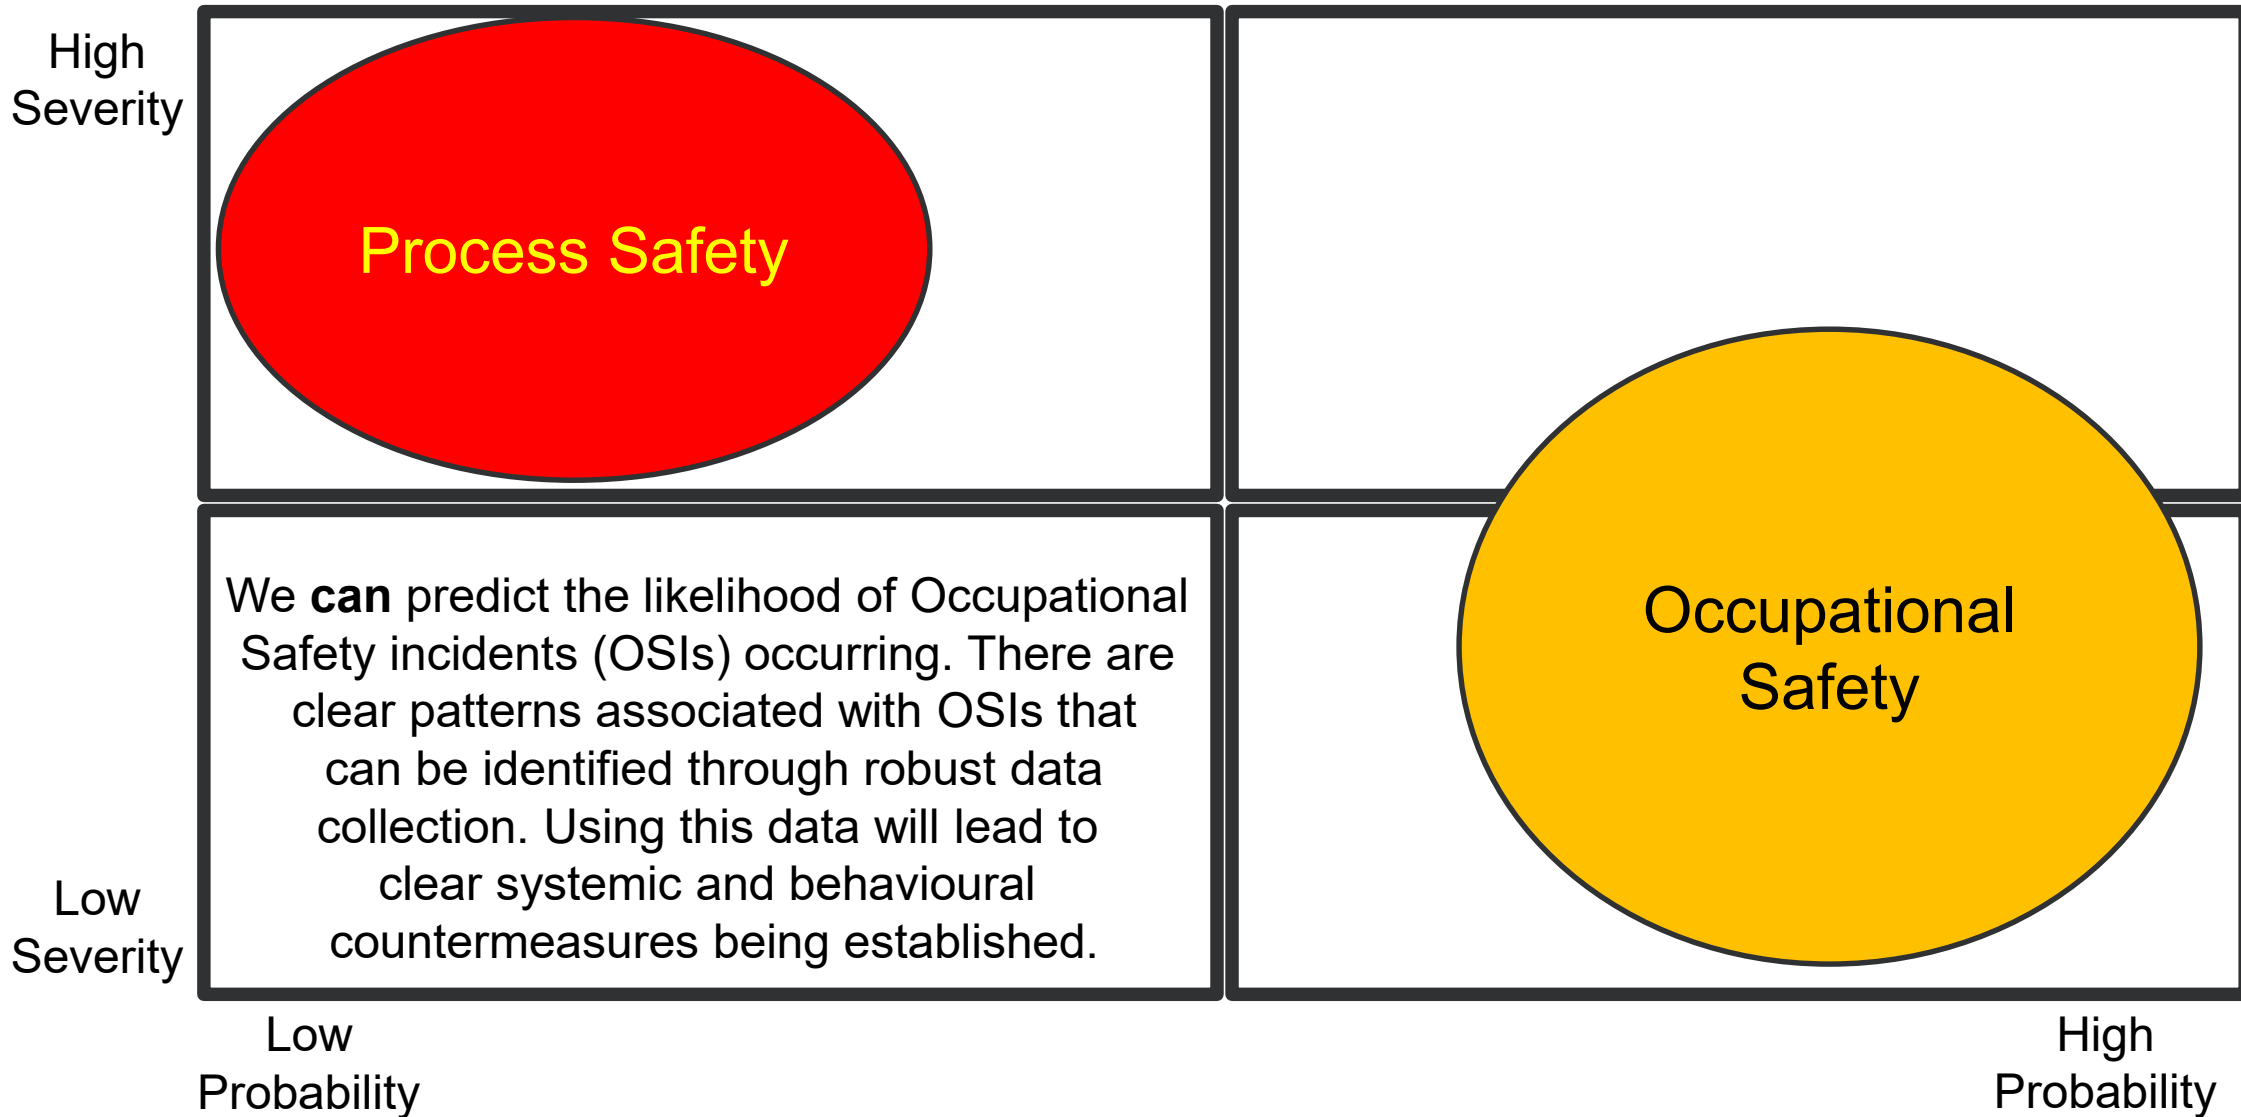 High
Severity
Process Safety
We can predict the likelihood of Occupational
Safety incidents (OSIs) occurring. There are
clear patterns associated with OSIs that
can be identified through robust data
collection. Using this data will lead to
clear systemic and behavioural
countermeasures being established.
Occupational
Safety
Low
Severity
Low
Probability
High
Probability